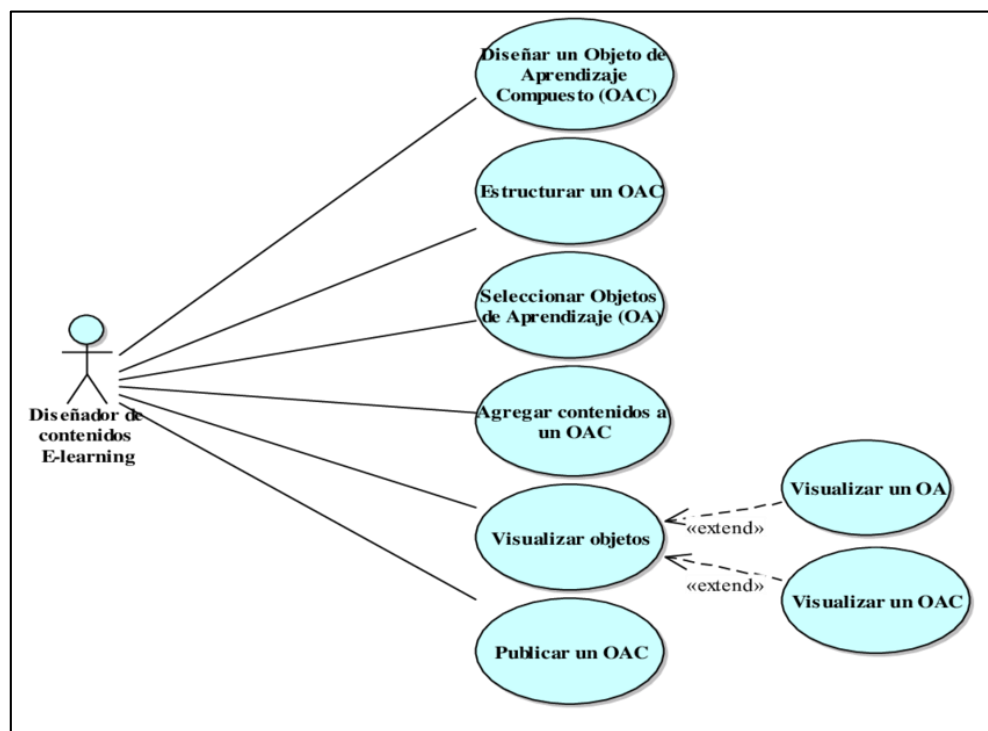 Diseñar un Objeto de
Aprendizaje
Compuesto (OAC)
Estructurar un OAC
Seleccionar Objetos
de Aprendizaje (OA)
Diseñador de
contenidos
E-learning
Agregar contenidos a
un OAC
Visualizar un OA
«extend»
Visualizar objetos
«extend»
Visualizar un OAC
Publicar un OAC